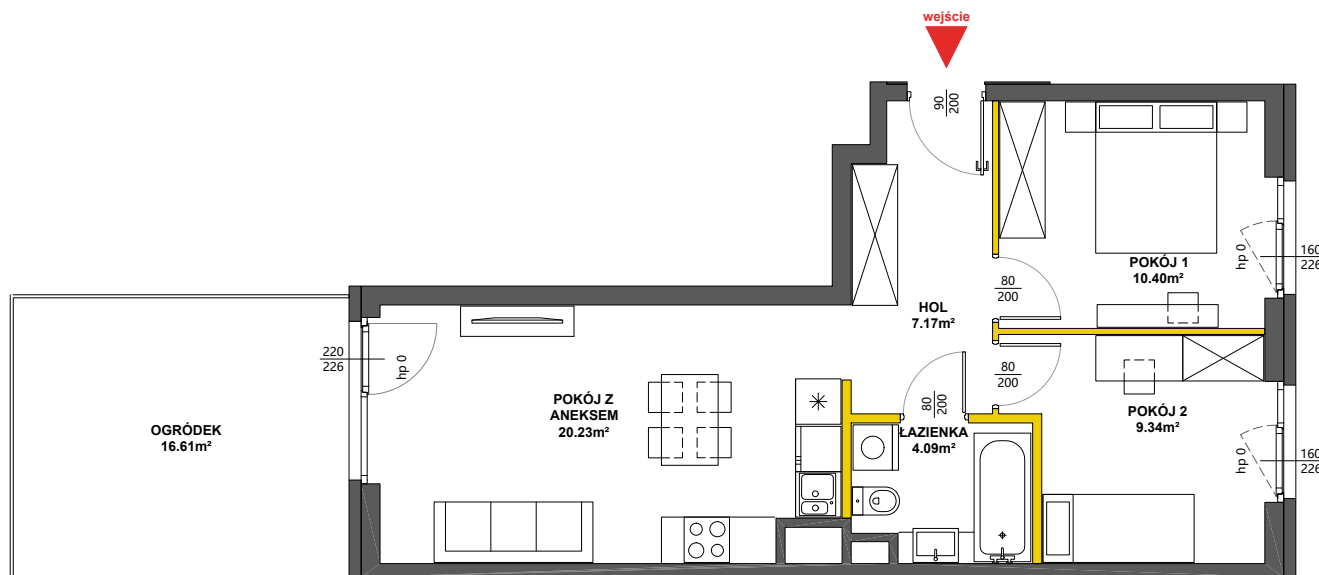 wejście
90
200
POKÓJ 1
10.40m²
hp 0
160
226
80
200
HOL
7.17m²
220
226
hp 0
80
200
POKÓJ Z
ANEKSEM
20.23m²
80
200
POKÓJ 2
9.34m²
OGRÓDEK
16.61m²
ŁAZIENKA
4.09m²
hp 0
160
226